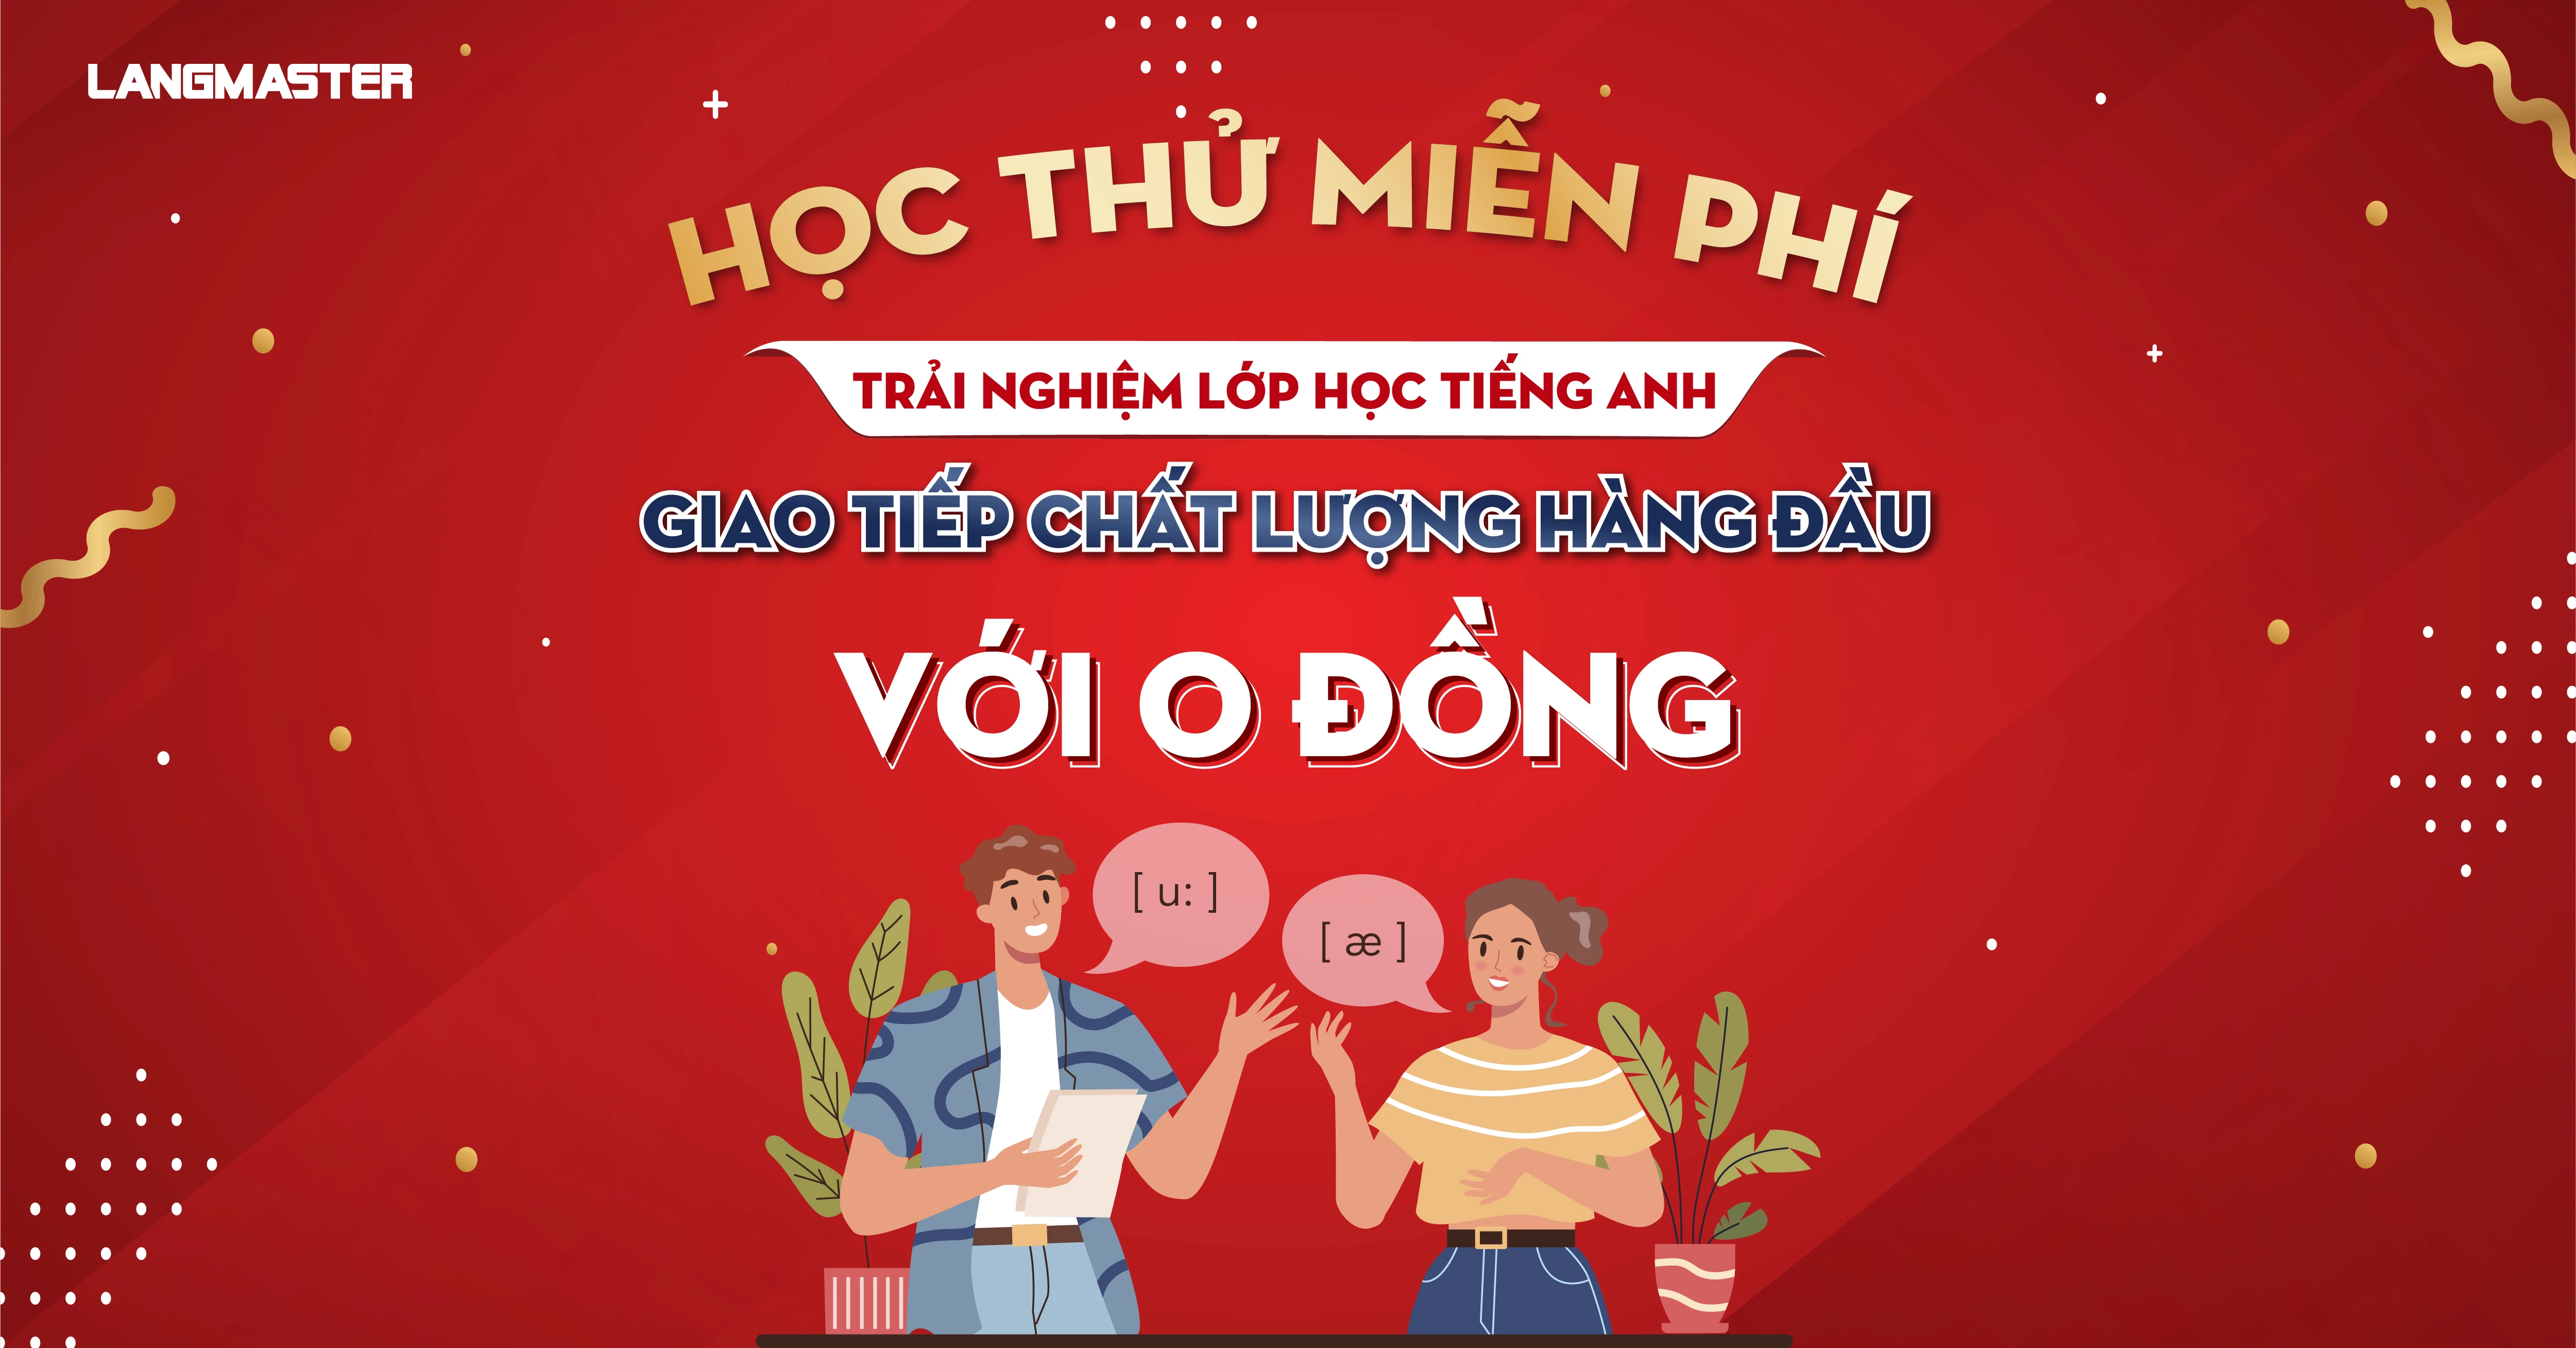 LANGMASTER
HỌC THỬ MIỄN PHÍ
TRẢI NGHIỆM LỚP HỌC TIẾNG ANH
GIAO TIẾP CHẤT LƯỢNG HÀNG ĐẦU
VỚI 0 ĐỒNG
[ u: ]
[ æ ]